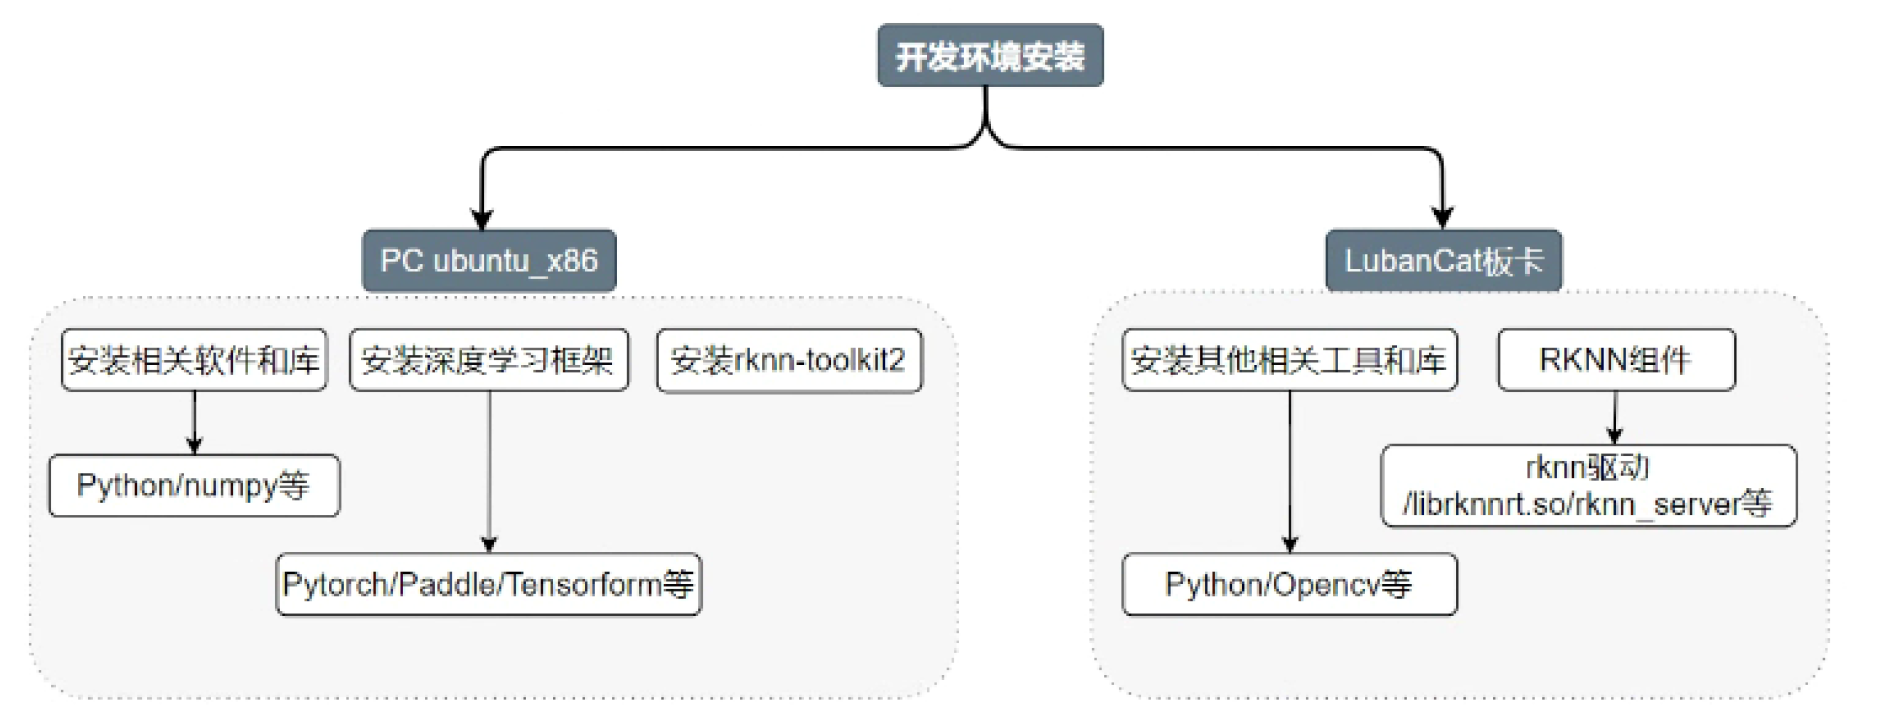 开发环境安装
PC ubuntu_x86
LubanCat板卡
安装相关软件和库
安装深度学习框架
安装rknn-toolkit2
安装其他相关工具和库
RKNN组件
Python/numpy等
rknn驱动
/librknnrt.so/rknn_server等
Pytorch/Paddle/Tensorform等
Python/Opencv等